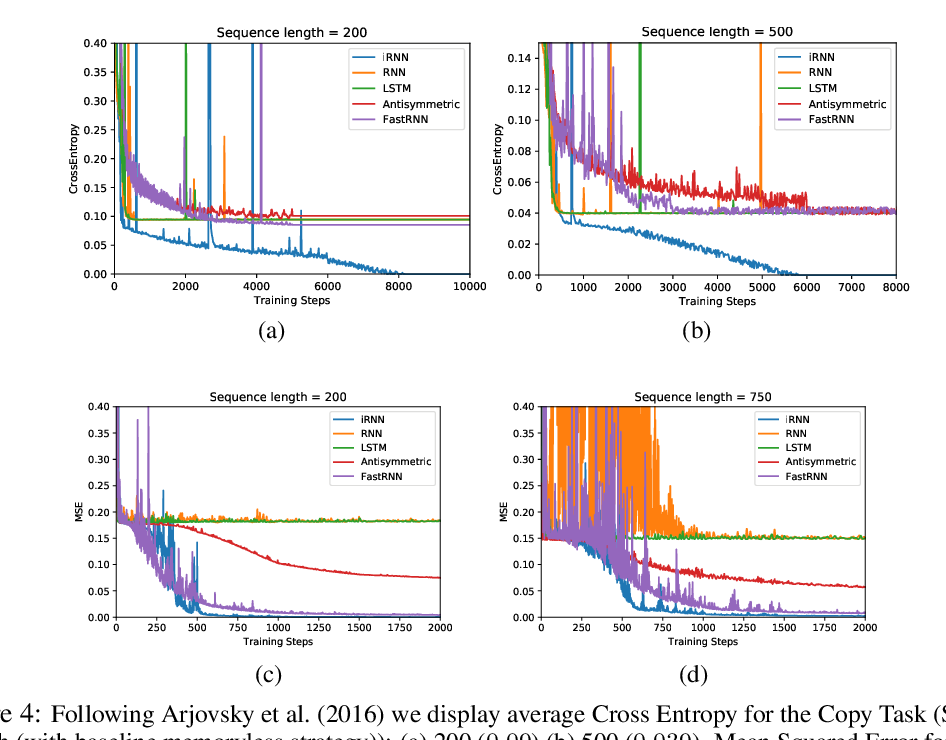 Sequence length = 200
CrossEntropy
0.40
0.35
0.30
0.25
0.20
0.15
0.10
0.05
0.00
iRNN
RNN
LSTM
Antisymmetric
FastRNN
0 2000 4000 6000 8000 10000
Training Steps
(a)
Sequence length = 500
CrossEntropy
0.14
0.12
0.10
0.08
0.06
0.04
0.02
0.00
iRNN
RNN
LSTM
Antisymmetric
FastRNN
0 1000 2000 3000 4000 5000 6000 7000 8000
Training Steps
(b)
Sequence length = 200
MSE
0.40
0.35
0.30
0.25
0.20
0.15
0.10
0.05
0.00
iRNN
RNN
LSTM
Antisymmetric
FastRNN
0 250 500 750 1000 1250 1500 1750 2000
Training Steps
(c)
Sequence length = 750
MSE
0.40
0.35
0.30
0.25
0.20
0.15
0.10
0.05
0.00
iRNN
RNN
LSTM
Antisymmetric
FastRNN
0 250 500 750 1000 1250 1500 1750 2000
Training Steps
(d)
re 4: Following Arjovsky et al. (2016) we display average Cross Entropy for the Copy Task (S
(with baseline memoryless strategy)): (a) 200 (0.09) (b) 500 (0.039). Mean Squared Error fo